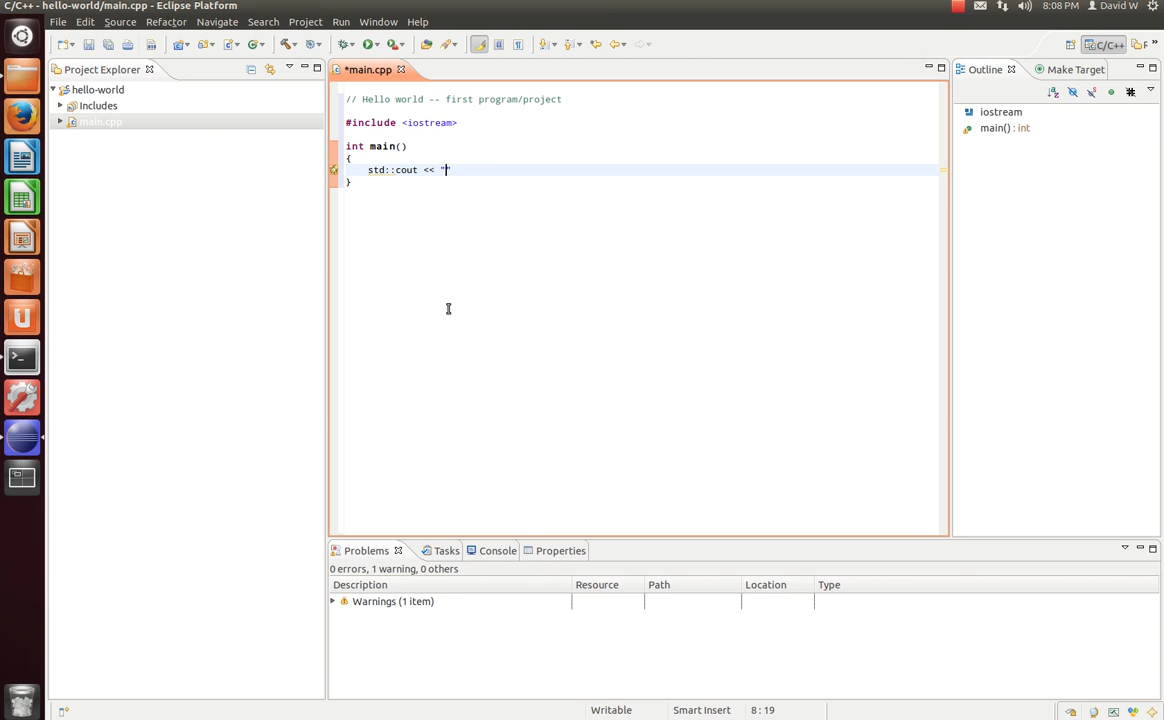 C/C++ - hello-world/main.cpp - Eclipse Platform
8:08 PM David W
File Edit Source Refactor Navigate Search Project Run Window Help
C/C++
Project Explorer
*main.cpp
Outline
Make Target
hello-world
Includes
main.cpp
// Hello world -- first program/project
#include <iostream>
int main()
{
std::cout << ""
}
iostream
main() : int
Problems
Tasks
Console
Properties
0 errors, 1 warning, 0 others
Description Resource Path Location Type
Warnings (1 item)
Writable Smart Insert 8 : 19